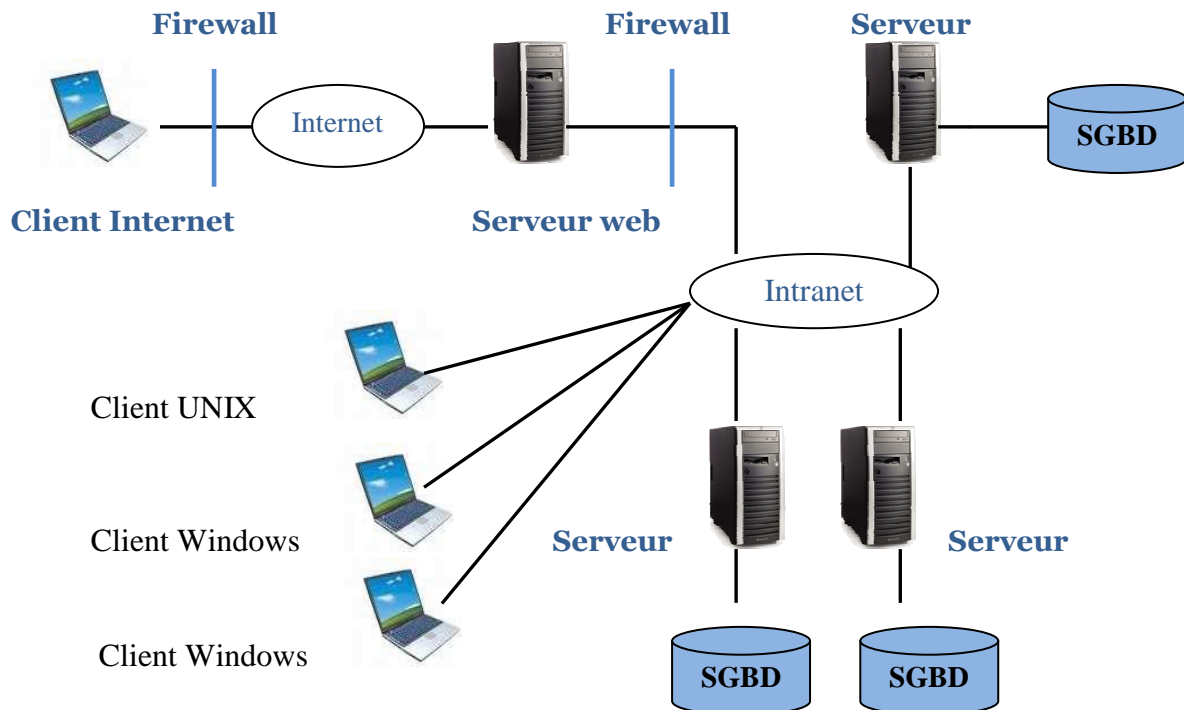 Firewall
Firewall
Serveur
Internet
SGBD
Client Internet
Serveur web
Intranet
Client UNIX
Client Windows
Serveur
Serveur
Client Windows
SGBD
SGBD